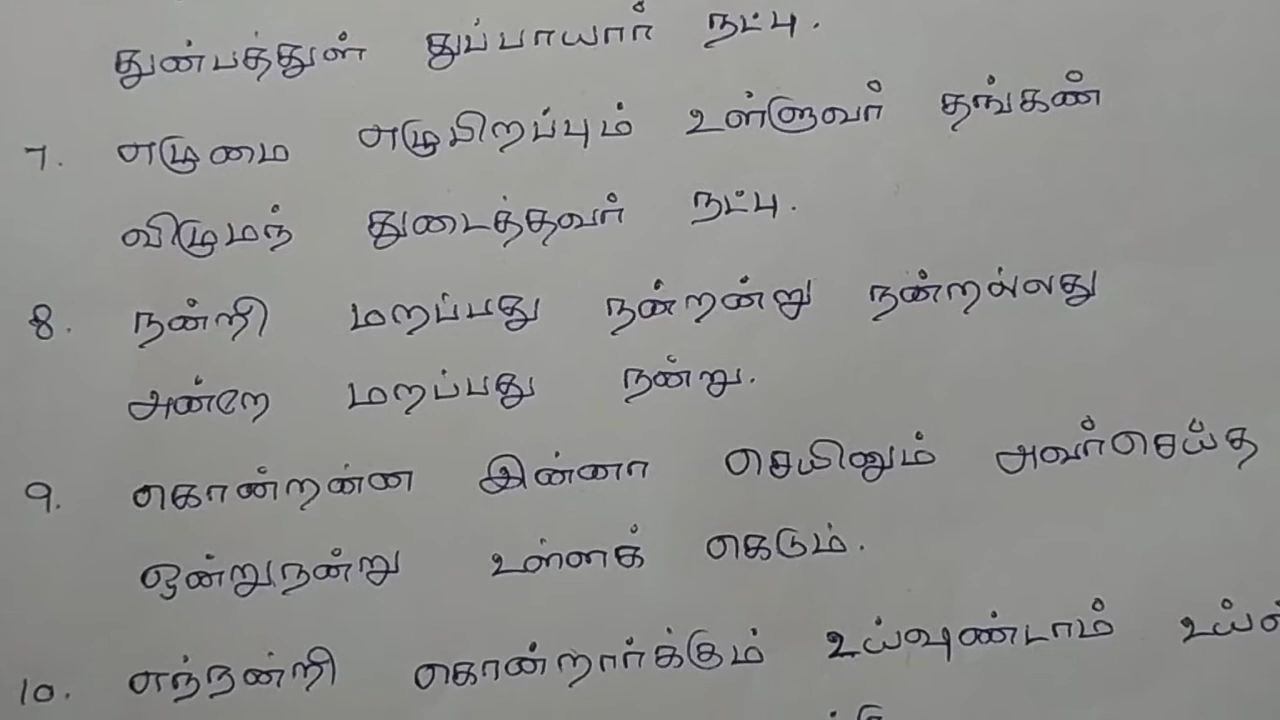 துன்பத்துள் துப்பாயார் நட்பு.
7. எழுமை எழுபிறப்பும் உள்ளுவர் தங்கண்
விழுமந் துடைத்தவர் நட்பு.
8. நன்றி மறப்பது நன்றன்று நன்றல்லது
அன்றே மறப்பது நன்று.
9. கொன்றன்ன இன்னா செயினும் அவர்செய்த
ஒன்றுநன்று உள்ளக் கெடும்.
10. எந்நன்றி கொன்றார்க்கும் உய்வுண்டாம்